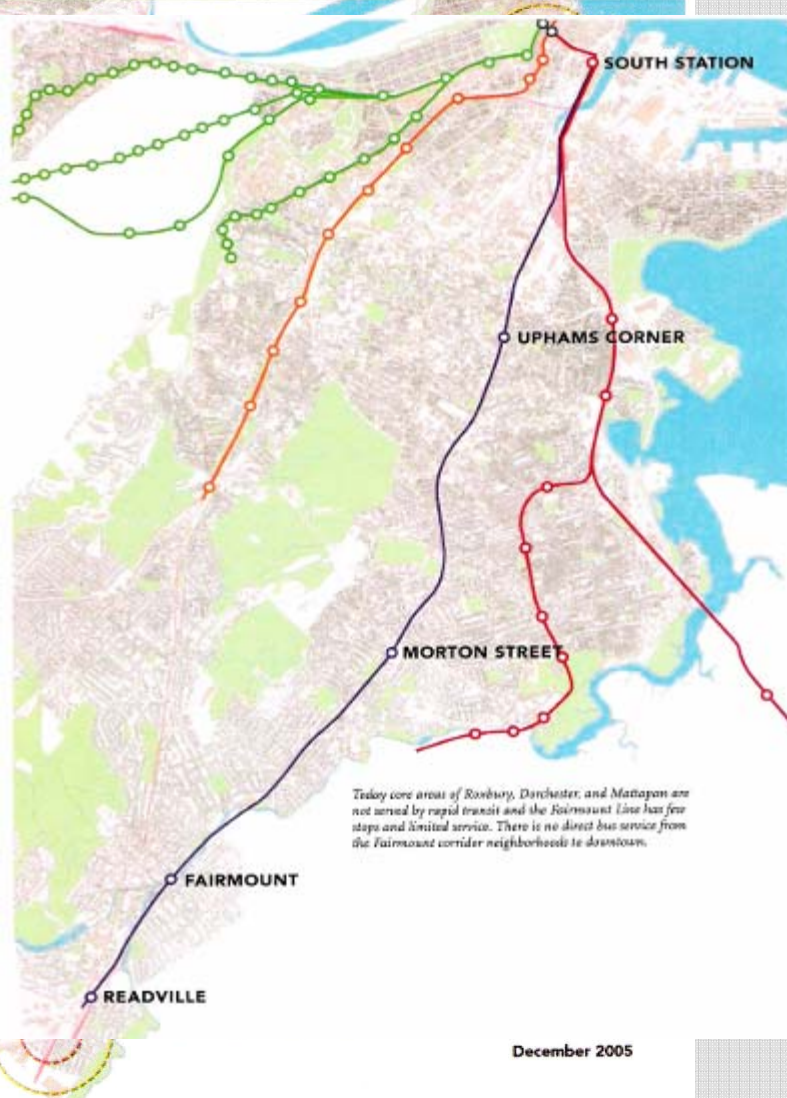 SOUTH STATION
UPHAMS CORNER
MORTON STREET
Today core areas of Roxbury, Dorchester, and Mattapan are
not served by rapid transit and the Fairmount Line has few
stops and limited service. There is no direct bus service from
the Fairmount corridor neighborhoods to downtown.
FAIRMOUNT
READVILLE
December 2005